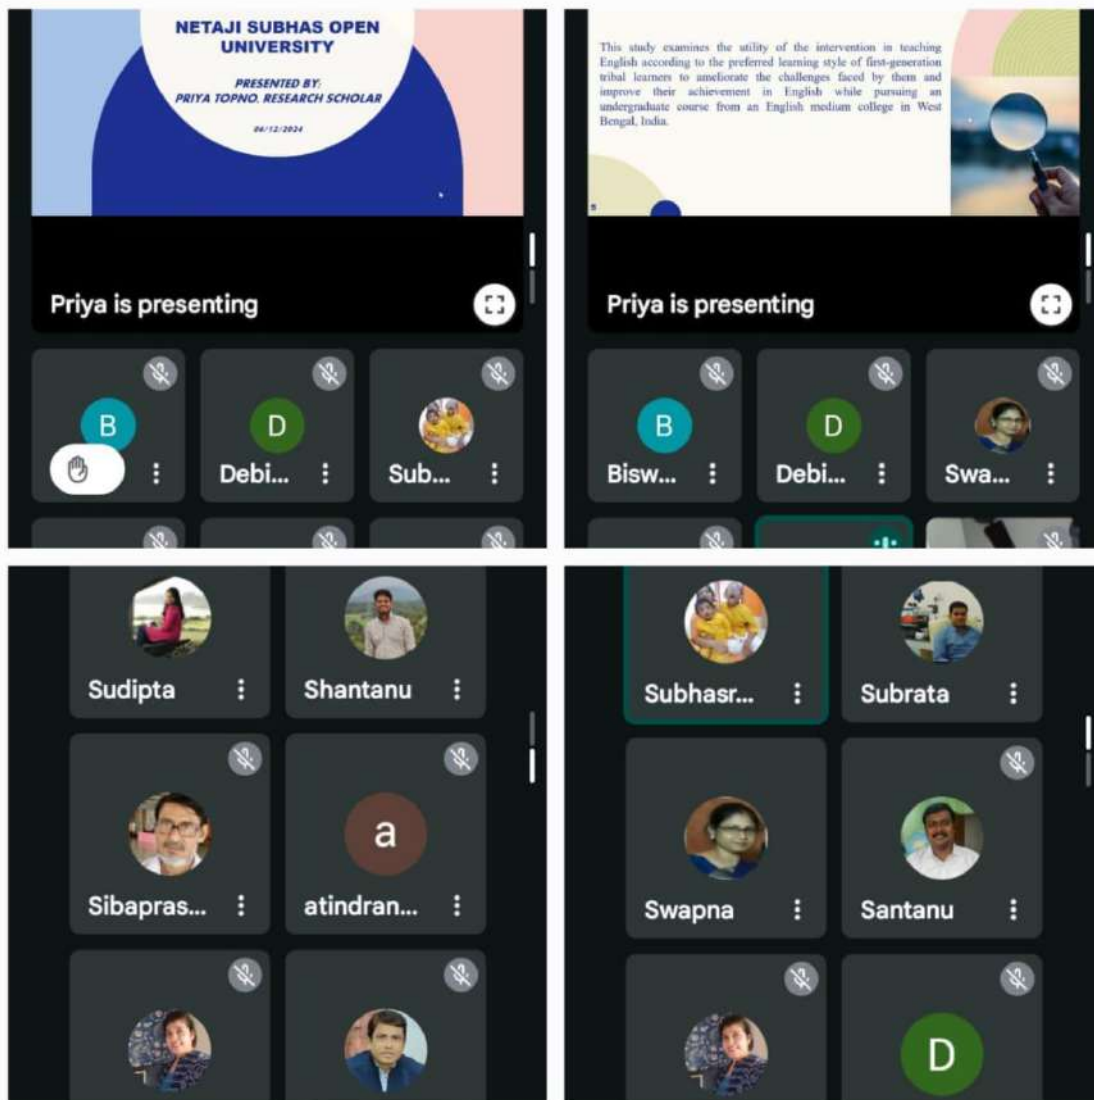 NETAJI SUBHAS OPEN
UNIVERSITY
PRESENTED BY:
PRIYA TOPNO. RESEARCH SCHOLAR
06/12/2024
Priya is presenting
B
D
Debi...
Sub...
This study examines the utility of the intervention in teaching
English according to the preferred learning style of first-generation
tribal learners to ameliorate the challenges faced by them and
improve their achievement in English while pursuing an
undergraduate course from an English medium college in West
Bengal, India.
Priya is presenting
B
D
Bisw...
Debi...
Swa...
Sudipta
Shantanu
a
Sibapras...
atindran...
Subhasr...
Subrata
Swapna
Santanu
D